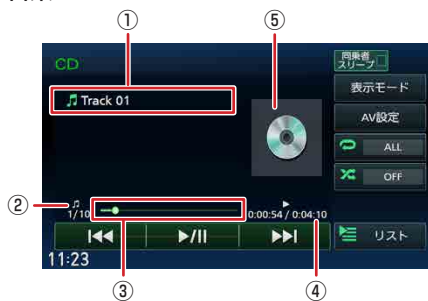 ① ⑤
CD
同乗者
スリープ
Track 01
表示モード
AV設定
ALL
OFF
②
1/10
0:00:54 / 0:04:10
リスト
11:23
③ ④